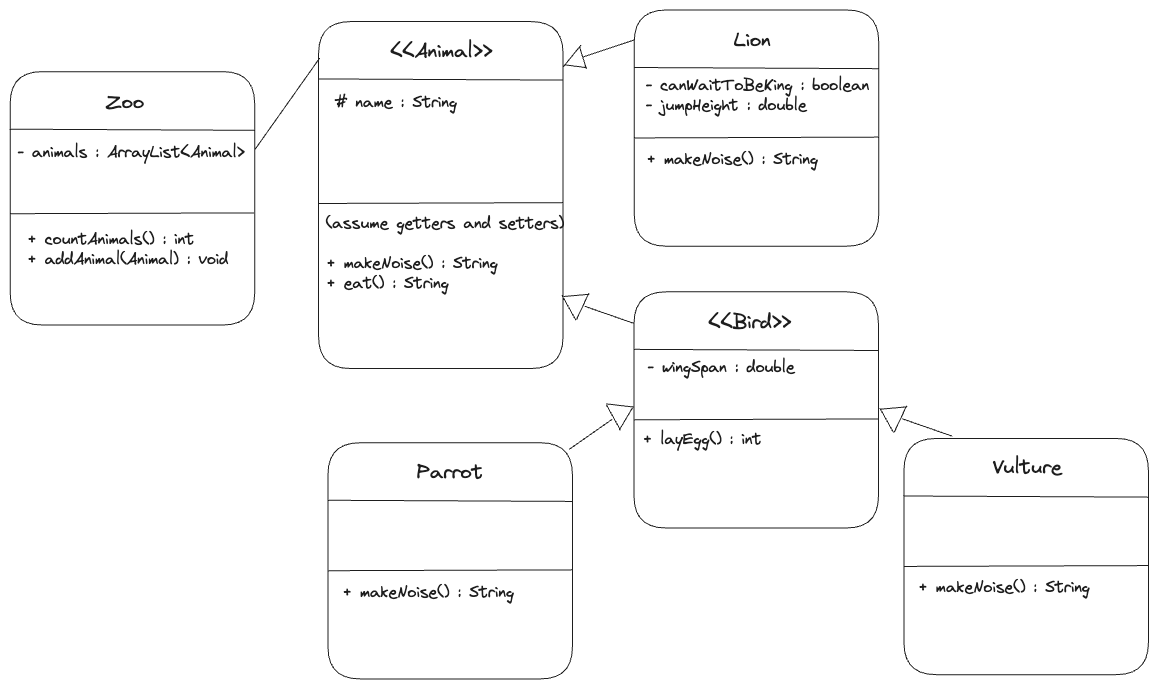 Zoo
- animals : ArrayList<Animal>
+ countAnimals() : int
+ addAnimal(Animal) : void
<<Animal>>
# name : String
(assume getters and setters)
+ makeNoise() : String
+ eat() : String
Lion
- canWaitToBeKing : boolean
- jumpHeight : double
+ makeNoise() : String
<<Bird>>
- wingSpan : double
+ layEgg() : int
Parrot
+ makeNoise() : String
Vulture
+ makeNoise() : String